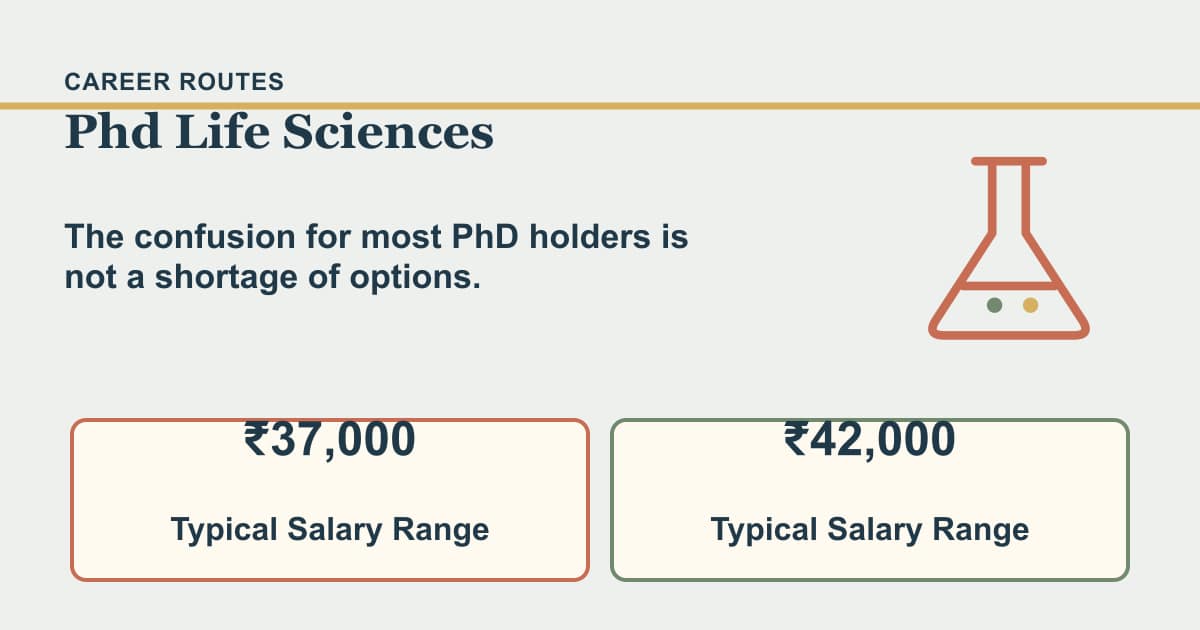 CAREER ROUTES
Phd Life Sciences
The confusion for most PhD holders is
not a shortage of options.
₹37,000
Typical Salary Range
₹42,000
Typical Salary Range